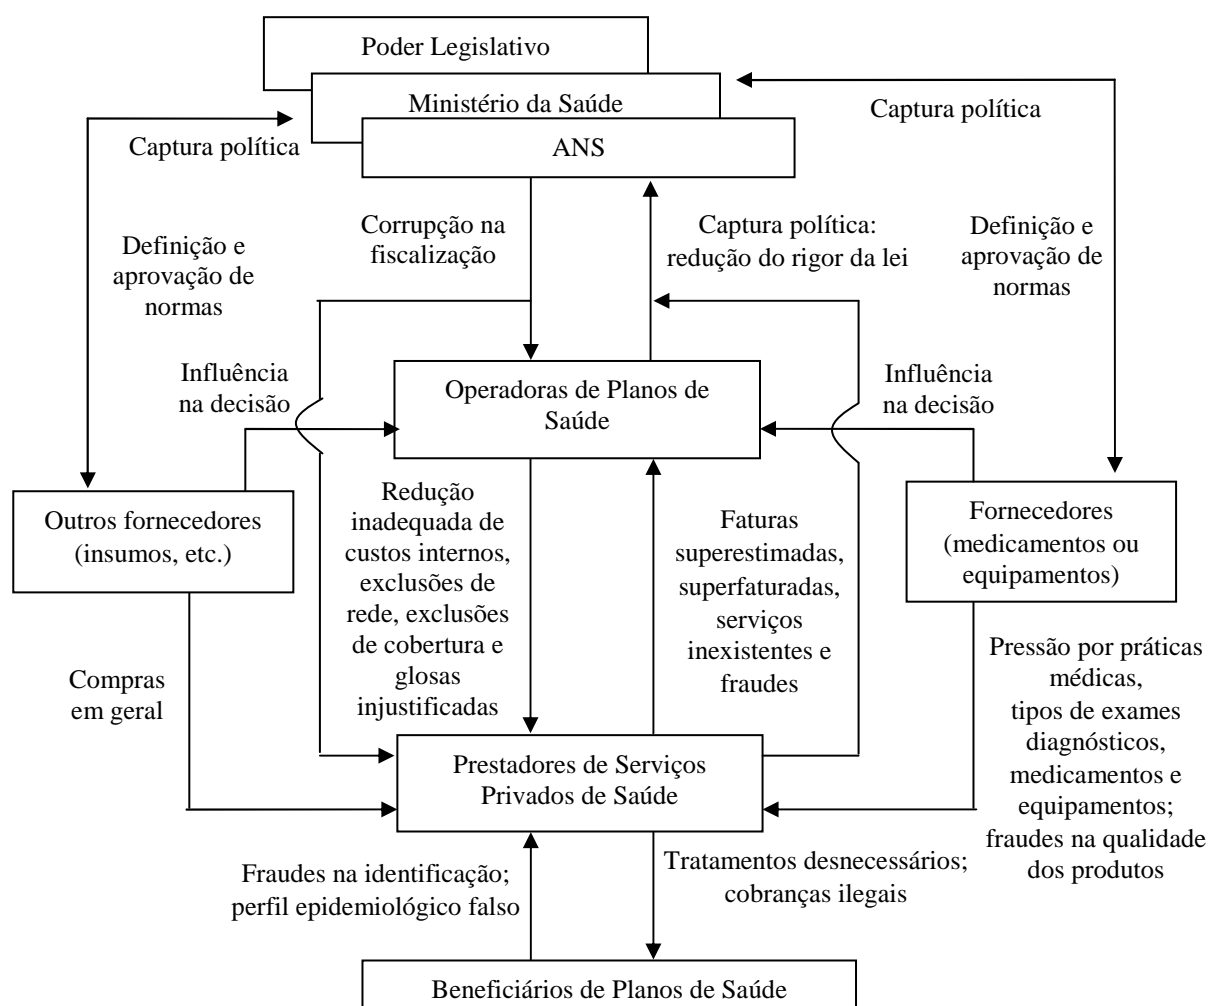 Poder Legislativo
Ministério da Saúde
ANS
Captura política
Captura política
Corrupção na
fiscalização
Captura política:
redução do rigor da lei
Definição e
aprovação de
normas
Definição e
aprovação de
normas
Influência
na decisão
Operadoras de Planos de
Saúde
Influência
na decisão
Outros fornecedores
(insumos, etc.)
Redução
inadequada de
custos internos,
exclusões de
rede, exclusões
de cobertura e
glosas
injustificadas
Faturas
superestimadas,
superfaturadas,
serviços
inexistentes e
fraudes
Fornecedores
(medicamentos ou
equipamentos)
Compras
em geral
Pressão por práticas
médicas,
tipos de exames
diagnósticos,
medicamentos e
equipamentos;
fraudes na qualidade
dos produtos
Prestadores de Serviços
Privados de Saúde
Fraudes na identificação;
perfil epidemiológico falso
Tratamentos desnecessários;
cobranças ilegais
Beneficiários de Planos de Saúde